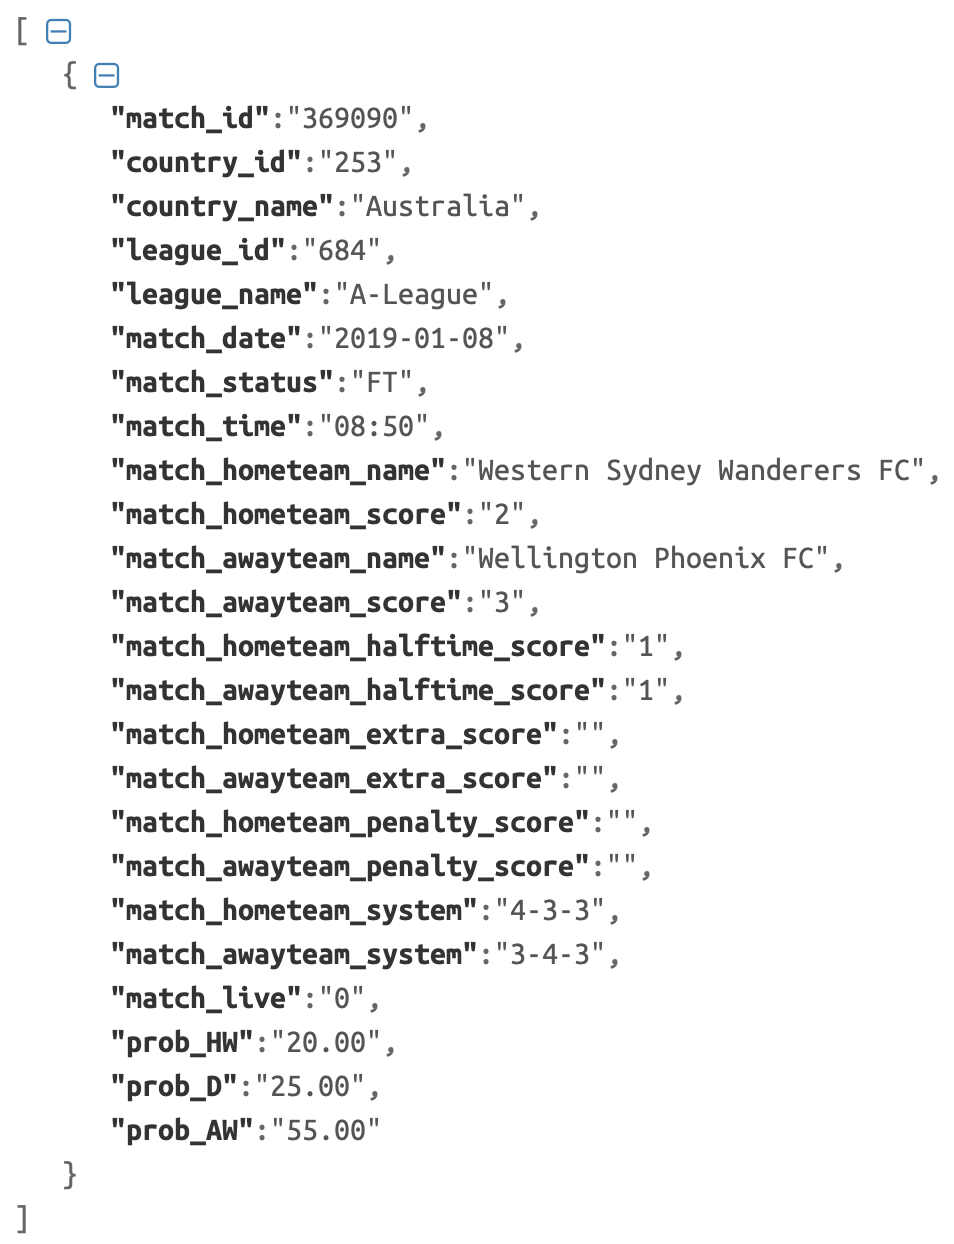 [
{
"match_id":"369090",
"country_id":"253",
"country_name":"Australia",
"league_id":"684",
"league_name":"A-League",
"match_date":"2019-01-08",
"match_status":"FT",
"match_time":"08:50",
"match_hometeam_name":"Western Sydney Wanderers FC",
"match_hometeam_score":"2",
"match_awayteam_name":"Wellington Phoenix FC",
"match_awayteam_score":"3",
"match_hometeam_halftime_score":"1",
"match_awayteam_halftime_score":"1",
"match_hometeam_extra_score":"",
"match_awayteam_extra_score":"",
"match_hometeam_penalty_score":"",
"match_awayteam_penalty_score":"",
"match_hometeam_system":"4-3-3",
"match_awayteam_system":"3-4-3",
"match_live":"0",
"prob_HW":"20.00",
"prob_D":"25.00",
"prob_AW":"55.00"
}
]